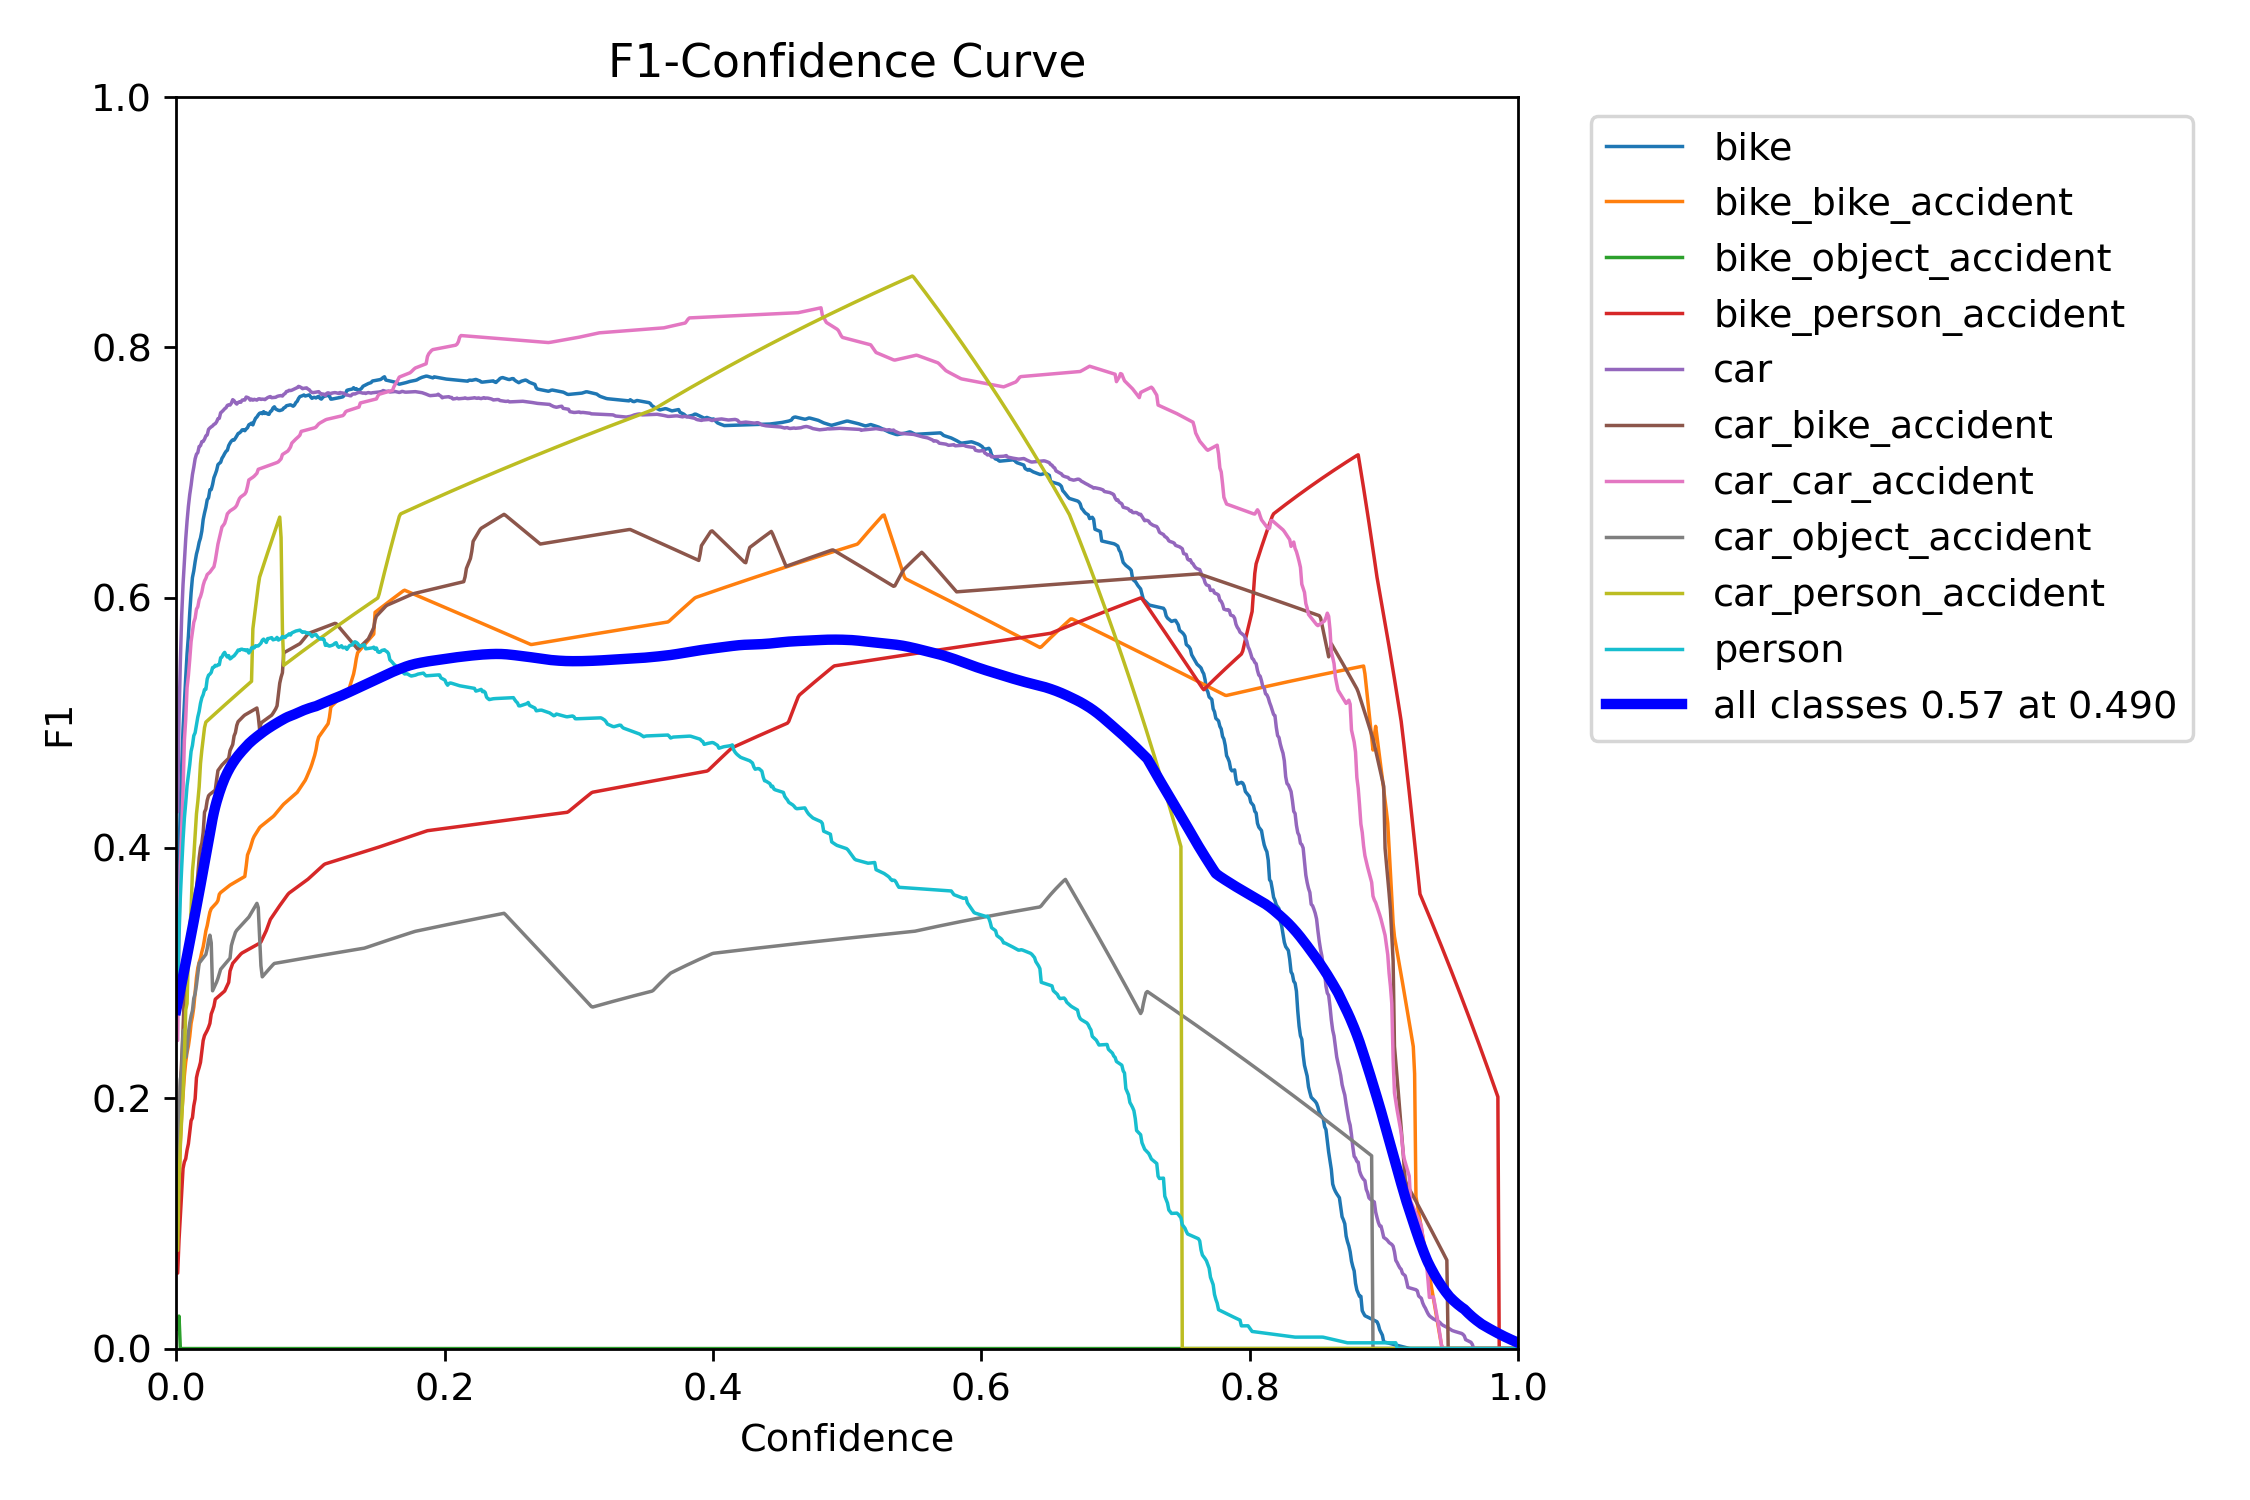 F1-Confidence Curve
1.0
0.8
0.6
0.4
0.2
0.0
F1
0.0 0.2 0.4 0.6 0.8 1.0
Confidence
bike
bike_bike_accident
bike_object_accident
bike_person_accident
car
car_bike_accident
car_car_accident
car_object_accident
car_person_accident
person
all classes 0.57 at 0.490